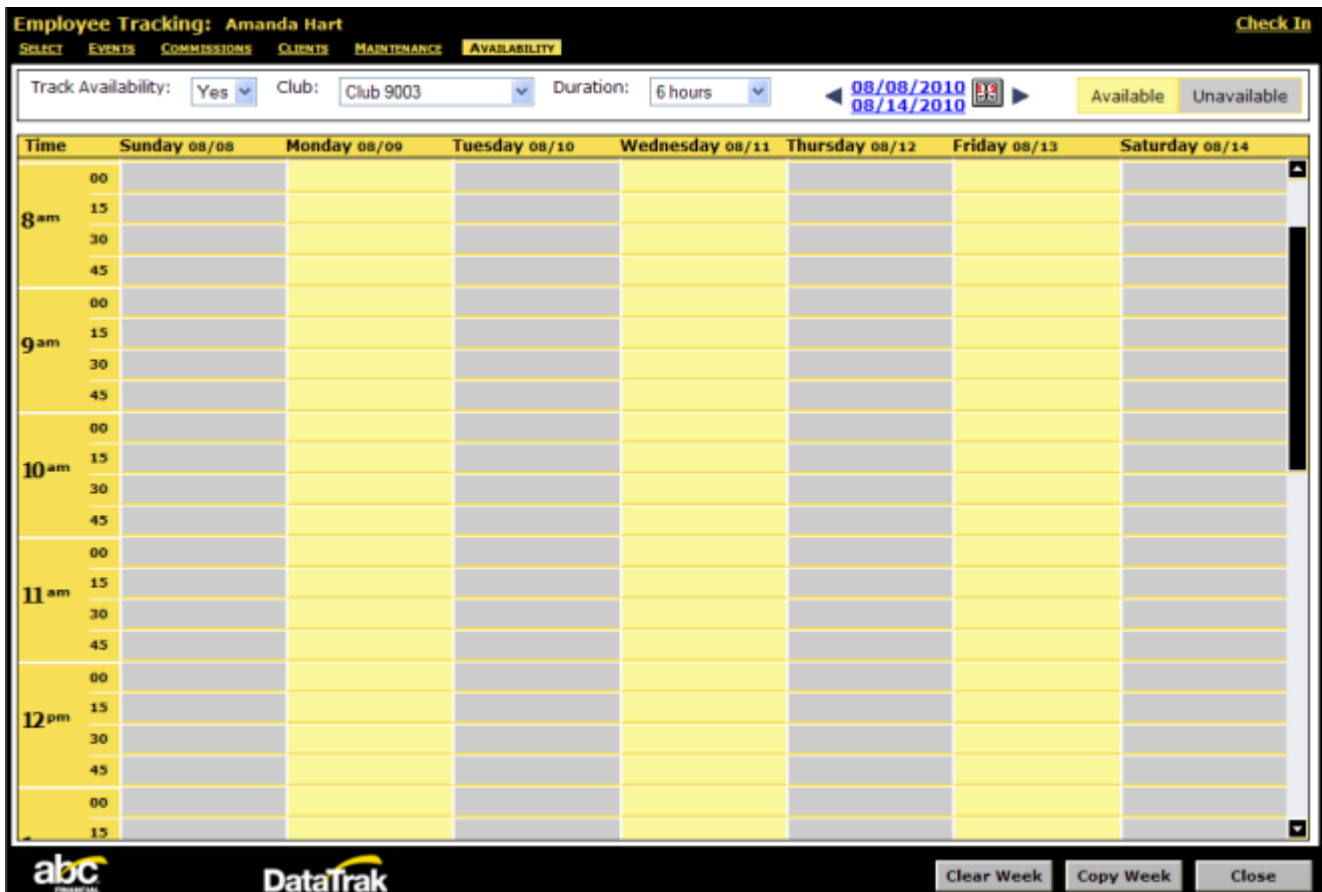 Employee Tracking: Amanda Hart Check In
SELECT EVENTS COMMISSIONS CLIENTS MAINTENANCE AVAILABILITY
Track Availability: Yes Club: Club 9003 Duration: 6 hours 08/08/2010 13 Available Unavailable
08/14/2010
Time Sunday 08/08 Monday 08/09 Tuesday 08/10 Wednesday 08/11 Thursday 08/12 Friday 08/13 Saturday 08/14
00
8am 15
30
45
00
9am 15
30
45
00
10am 15
30
45
00
11am 15
30
45
00
12pm 15
30
45
00
15
abc DataTrak Clear Week Copy Week Close
FINANCIAL